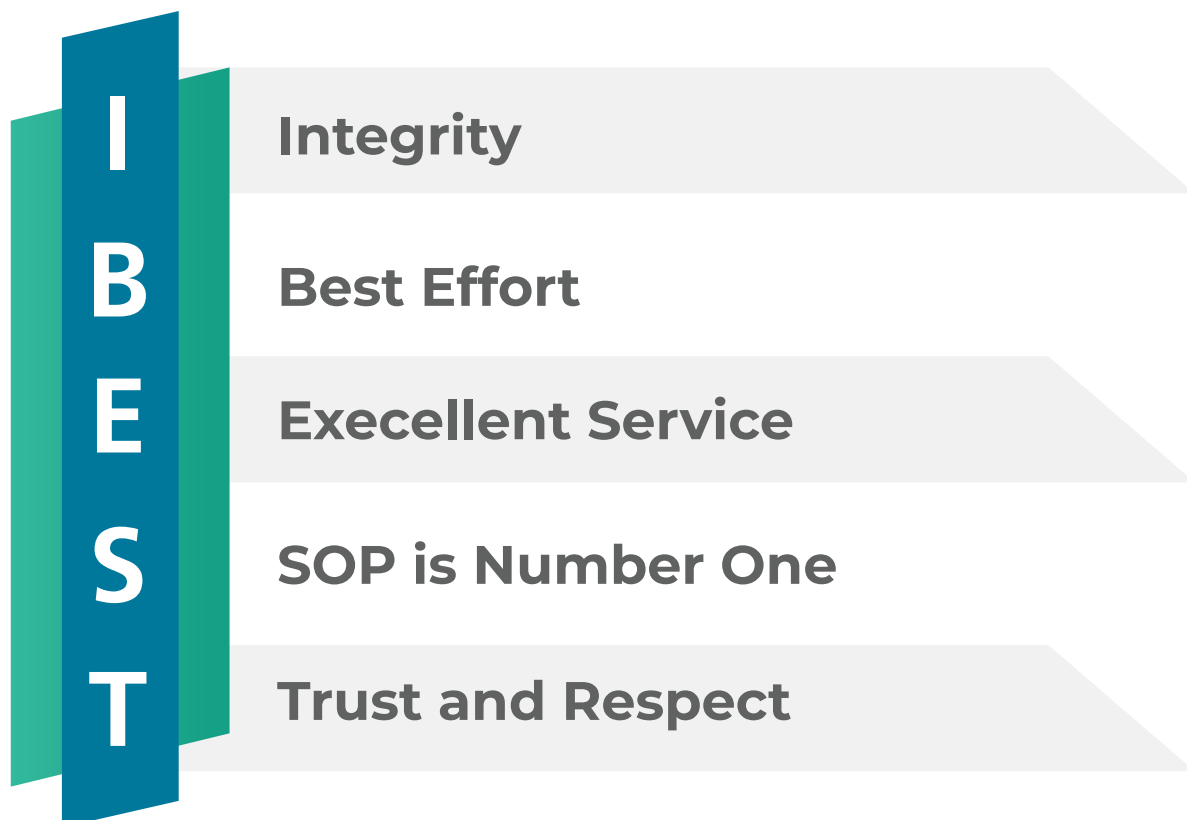 I Integrity
B Best Effort
E Execellent Service
S SOP is Number One
T Trust and Respect